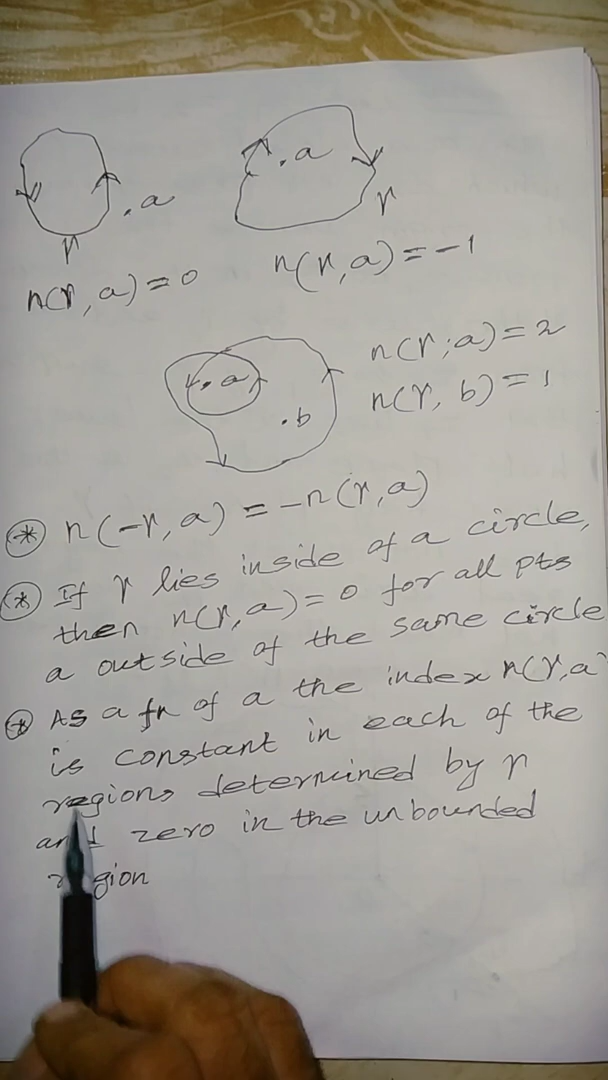 . a
. a
γ
γ
n(γ, a) = 0
n(γ, a) = -1
n(γ; a) = 2
. a
n(γ, b) = 1
. b
* n(-γ, a) = -n(γ, a)
* If γ lies inside of a circle,
then n(γ, a) = 0 for all pts
a outside of the same circle
* As a fn of a the index n(γ, a)
is constant in each of the
regions determined by γ
and zero in the unbounded
region